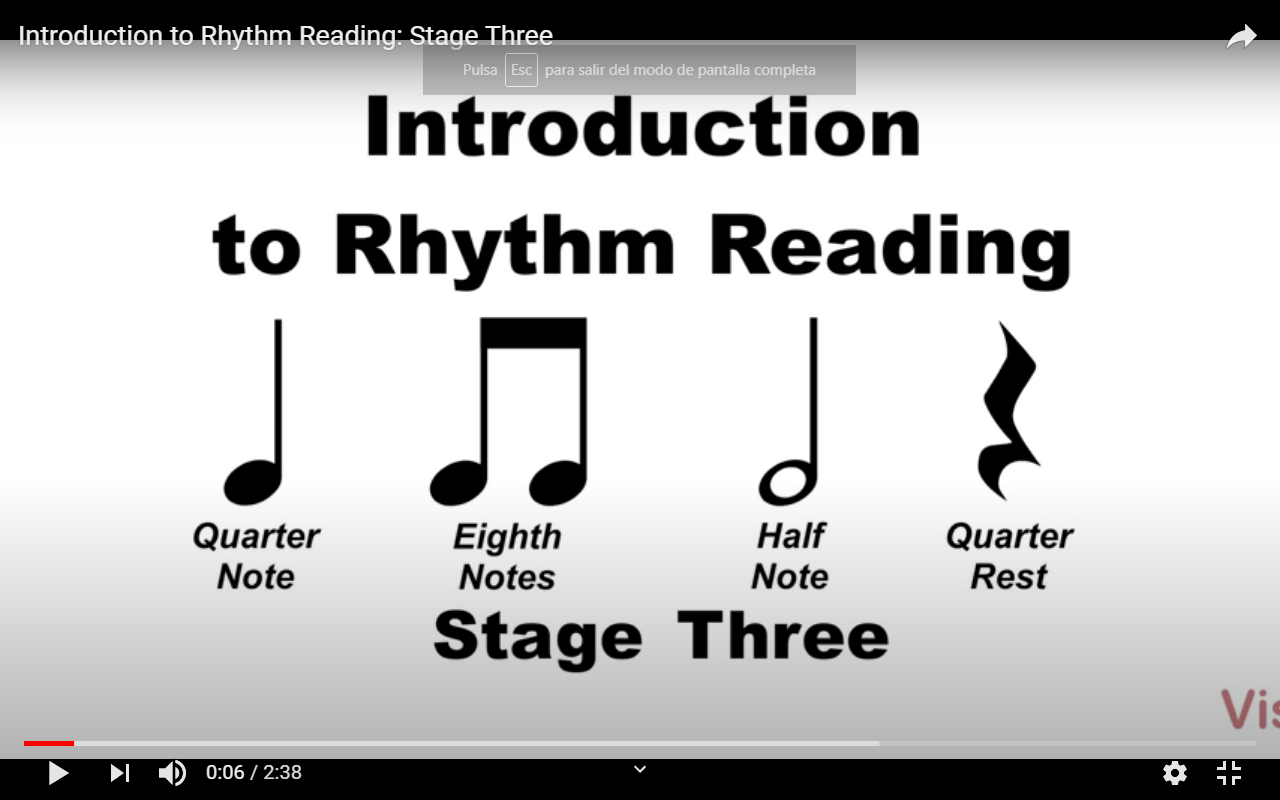 Introduction to Rhythm Reading: Stage Three
Pulsa Esc para salir del modo de pantalla completa
Introduction
to Rhythm Reading
Quarter Note
Eighth Notes
Half Note
Quarter Rest
Stage Three
0:06 / 2:38